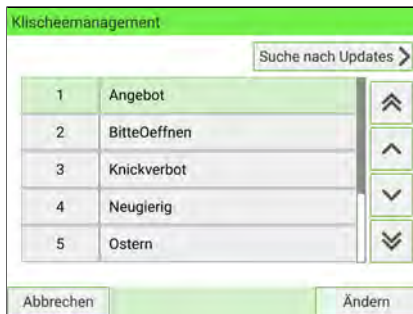 Klischeemanagement
Suche nach Updates
1 Angebot
2 BitteOeffnen
3 Knickverbot
4 Neugierig
5 Ostern
Abbrechen Ändern